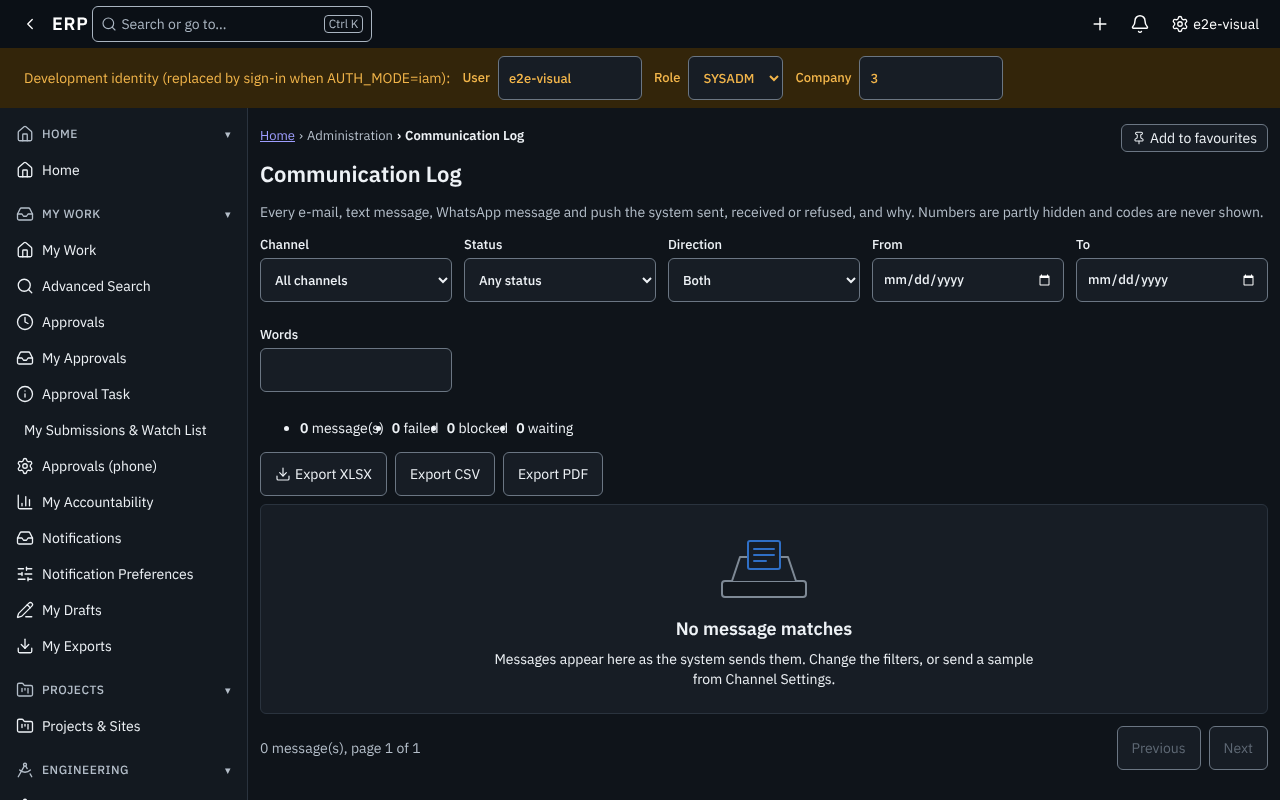 ERP Search or go to... Ctrl K e2e-visual
Development identity (replaced by sign-in when AUTH_MODE=iam): User e2e-visual Role SYSADM Company 3
HOME
Home
MY WORK
My Work
Advanced Search
Approvals
My Approvals
Approval Task
My Submissions & Watch List
Approvals (phone)
My Accountability
Notifications
Notification Preferences
My Drafts
My Exports
PROJECTS
Projects & Sites
ENGINEERING
Home › Administration › Communication Log
Add to favourites
Communication Log
Every e-mail, text message, WhatsApp message and push the system sent, received or refused, and why. Numbers are partly hidden and codes are never shown.
Channel Status Direction From To
All channels Any status Both mm/dd/yyyy mm/dd/yyyy
Words
• 0 message(s) • 0 failed • 0 blocked • 0 waiting
Export XLSX Export CSV Export PDF
No message matches
Messages appear here as the system sends them. Change the filters, or send a sample
from Channel Settings.
0 message(s), page 1 of 1 Previous Next